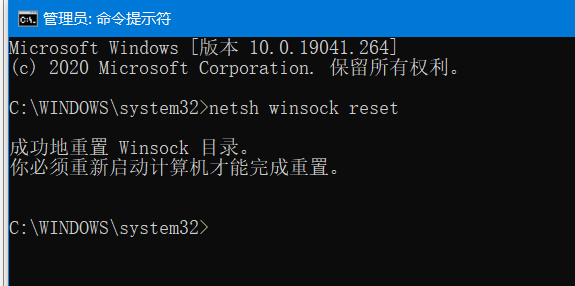 管理员: 命令提示符
Microsoft Windows [版本 10.0.19041.264]
(c) 2020 Microsoft Corporation. 保留所有权利。
C:\WINDOWS\system32>netsh winsock reset
成功地重置 Winsock 目录。
你必须重新启动计算机才能完成重置。
C:\WINDOWS\system32>